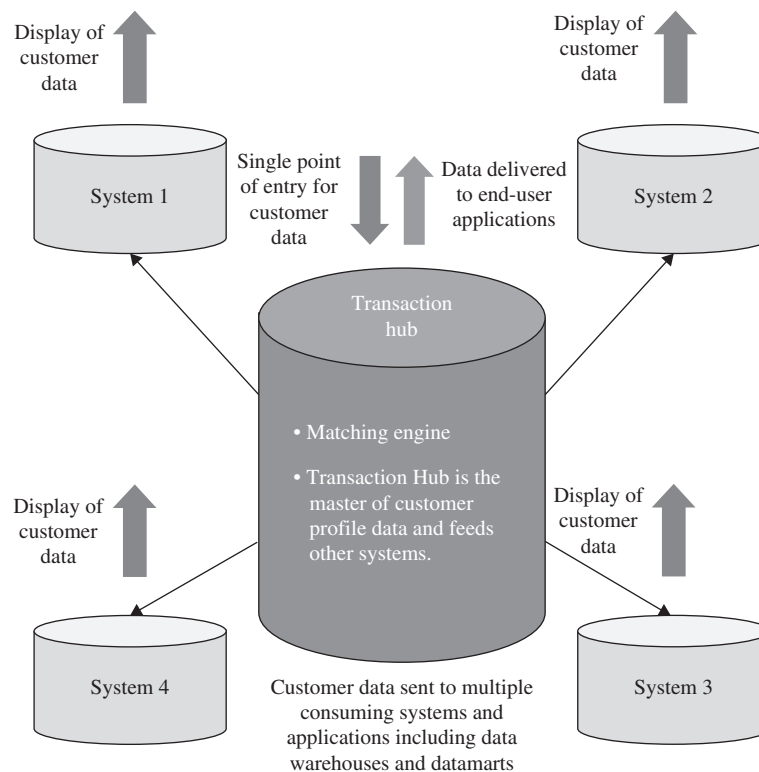 Display of
customer
data
Display of
customer
data
System 1
Single point
of entry for
customer
data
Data delivered
to end-user
applications
System 2
Transaction
hub
• Matching engine
• Transaction Hub is the
master of customer
profile data and feeds
other systems.
Display of
customer
data
Display of
customer
data
System 4
System 3
Customer data sent to multiple
consuming systems and
applications including data
warehouses and datamarts